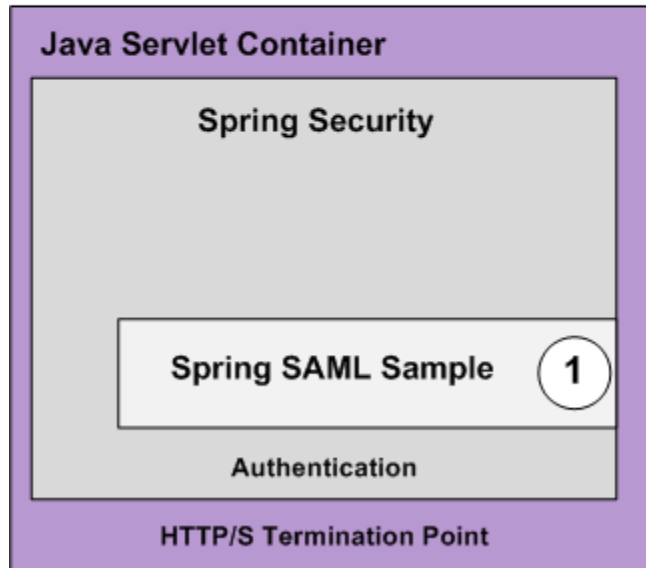 Java Servlet Container
Spring Security
Spring SAML Sample
1
Authentication
HTTP/S Termination Point